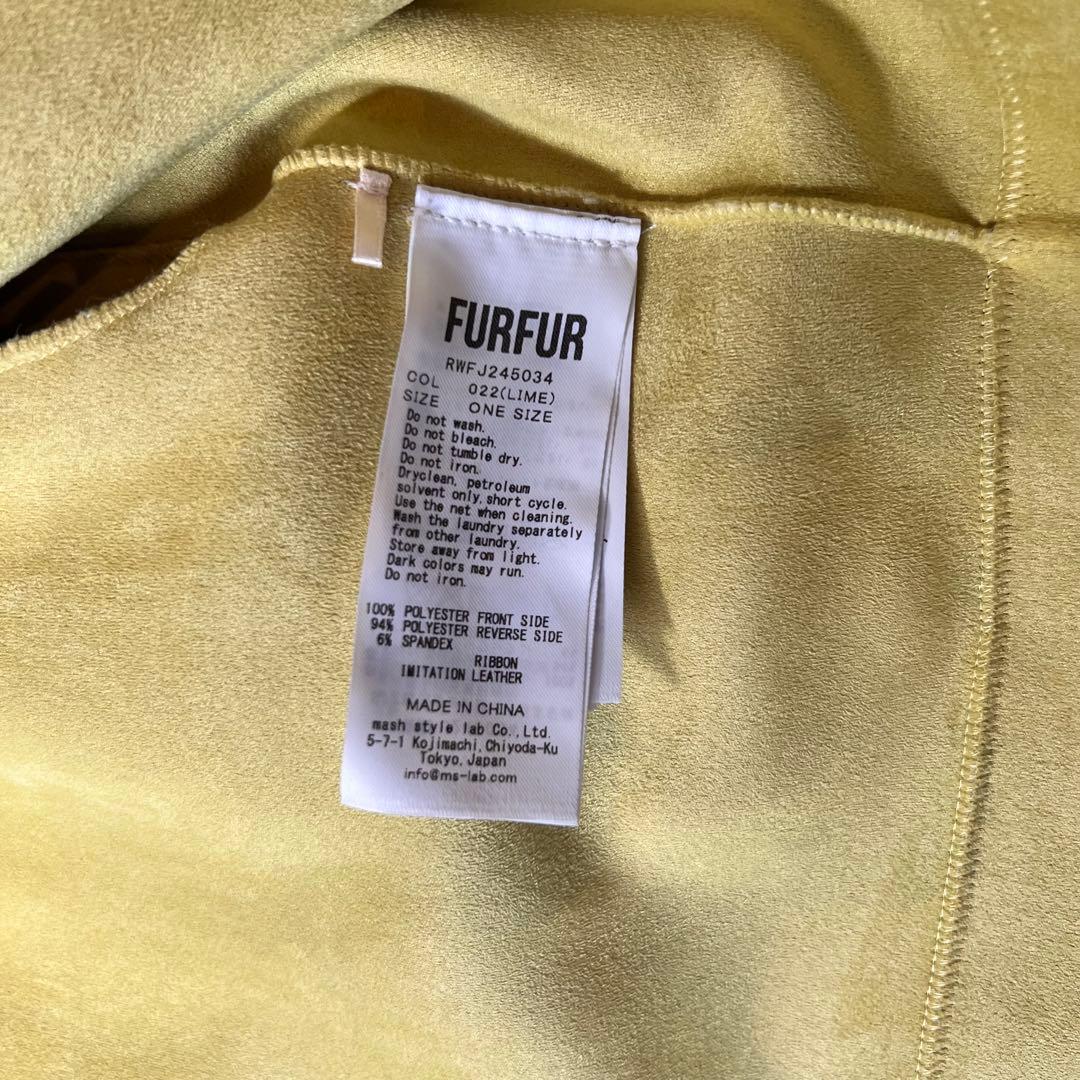 FURFUR
RWFJ245034
COL 022(LIME)
SIZE ONE SIZE
Do not wash.
Do not bleach.
Do not tumble dry.
Do not iron.
Dryclean, petroleum
solvent only, short cycle.
Use the net when cleaning.
Wash the laundry separately
from other laundry.
Store away from light.
Dark colors may run.
Do not iron.
100% POLYESTER FRONT SIDE
94% POLYESTER REVERSE SIDE
6% SPANDEX
RIBBON
IMITATION LEATHER
MADE IN CHINA
mash style lab Co.,Ltd.
5-7-1 Kojimachi, Chiyoda-Ku
Tokyo, Japan
info@ms-lab.com